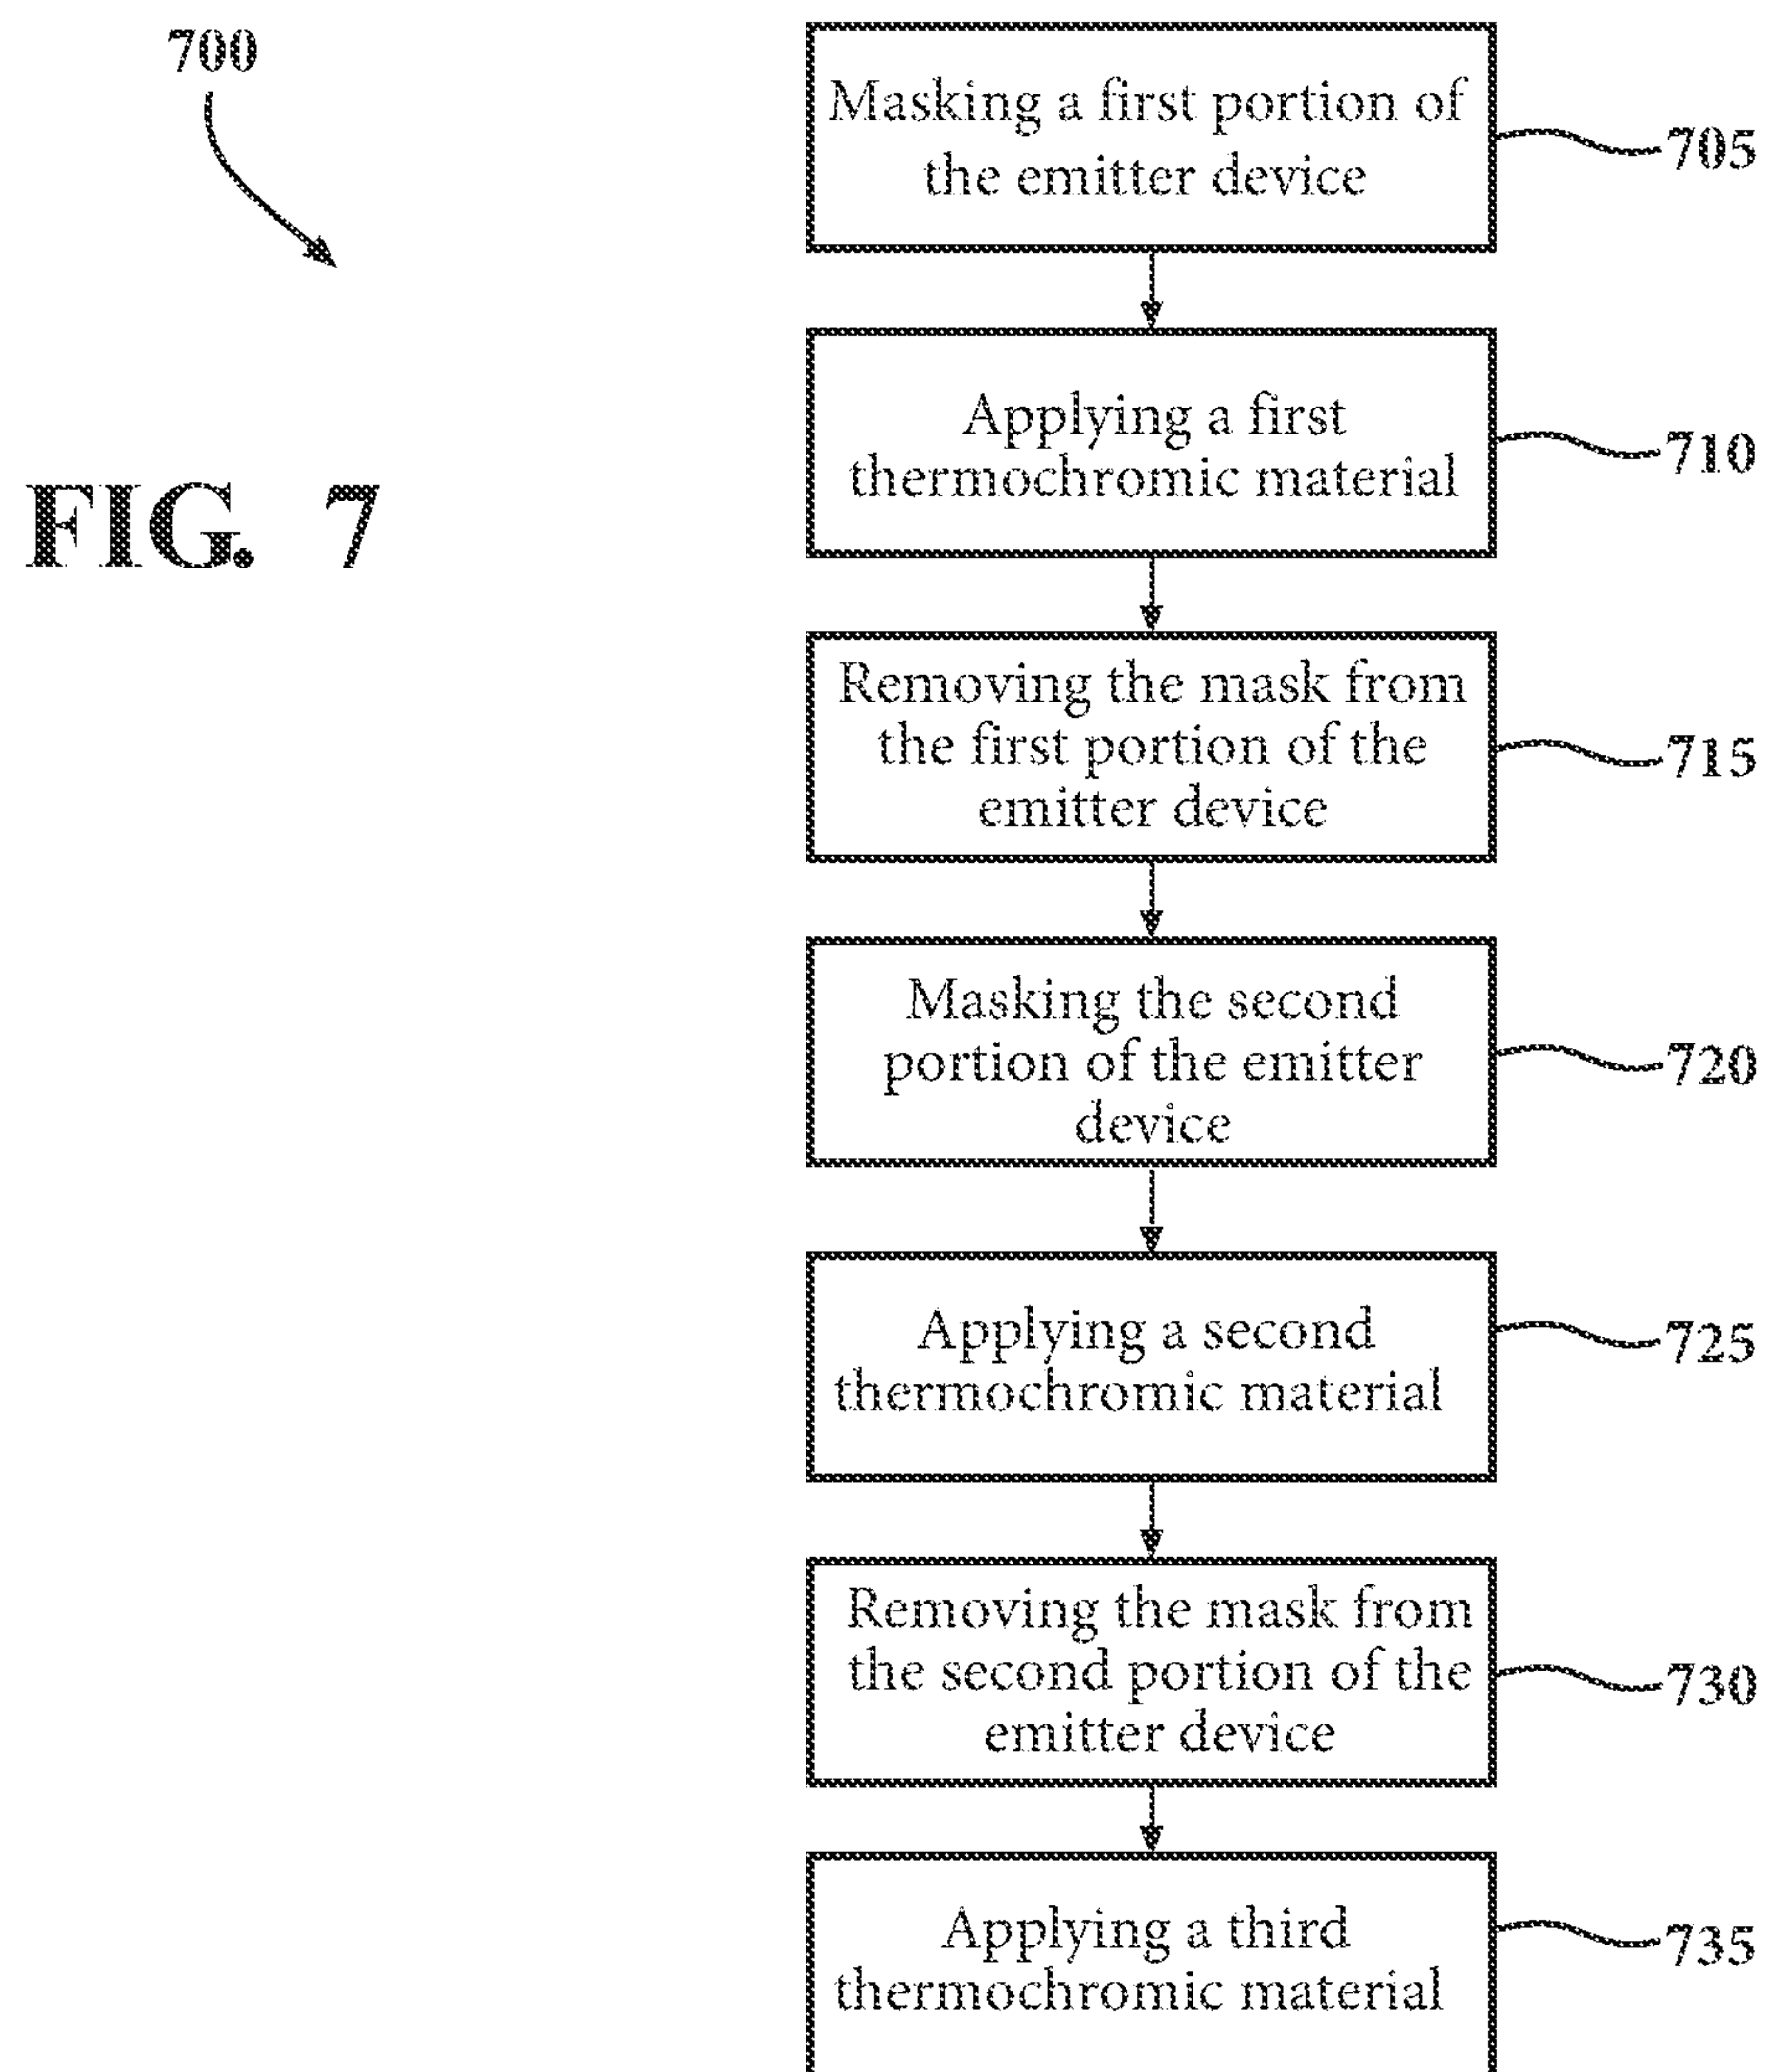 700
Masking a first portion of
the emitter device
705
Applying a first
thermochromic material
710
FIG. 7
Removing the mask from
the first portion of the
emitter device
715
Masking the second
portion of the emitter
device
720
Applying a second
thermochromic material
725
Removing the mask from
the second portion of the
emitter device
730
Applying a third
thermochromic material
735